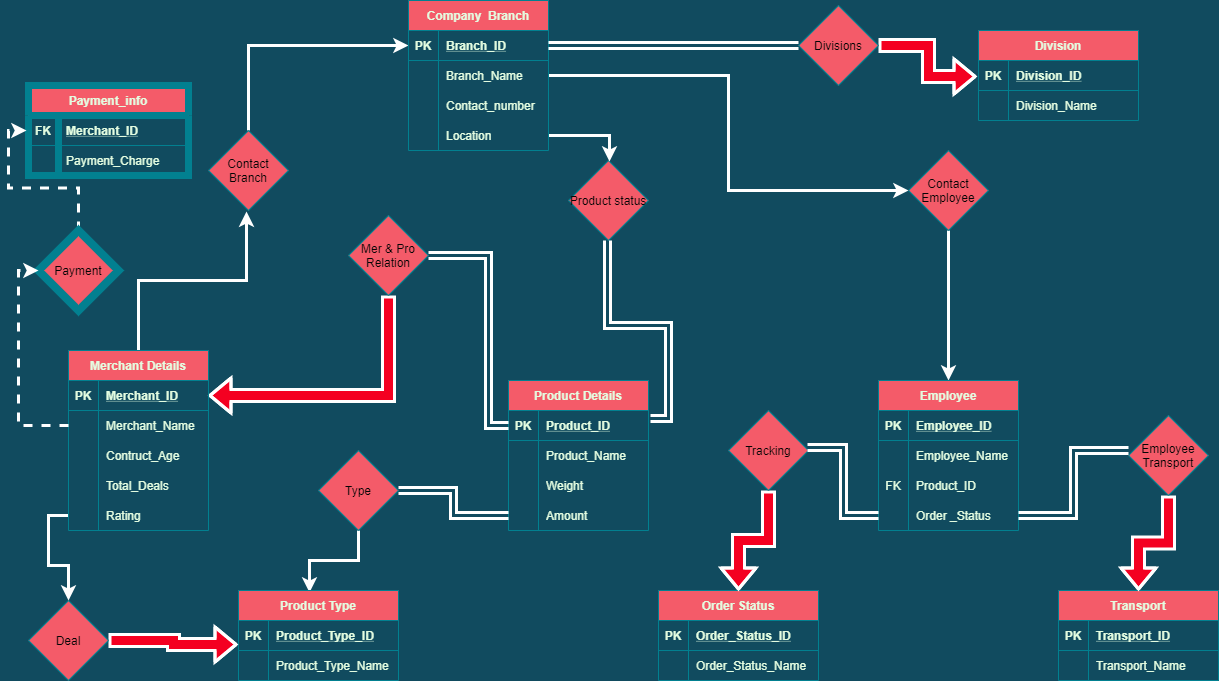 Company Branch
PK Branch_ID
Branch_Name
Contact_number
Location
Divisions
Division
PK Division_ID
Division_Name
Payment_info
FK Merchant_ID
Payment_Charge
Contact
Branch
Product status
Contact
Employee
Mer & Pro
Relation
Payment
Merchant Details
PK Merchant_ID
Merchant_Name
Contruct_Age
Total_Deals
Rating
Product Details
PK Product_ID
Product_Name
Weight
Amount
Employee
PK Employee_ID
Employee_Name
FK Product_ID
Order _Status
Tracking
Employee
Transport
Type
Deal
Product Type
PK Product_Type_ID
Product_Type_Name
Order Status
PK Order_Status_ID
Order_Status_Name
Transport
PK Transport_ID
Transport_Name